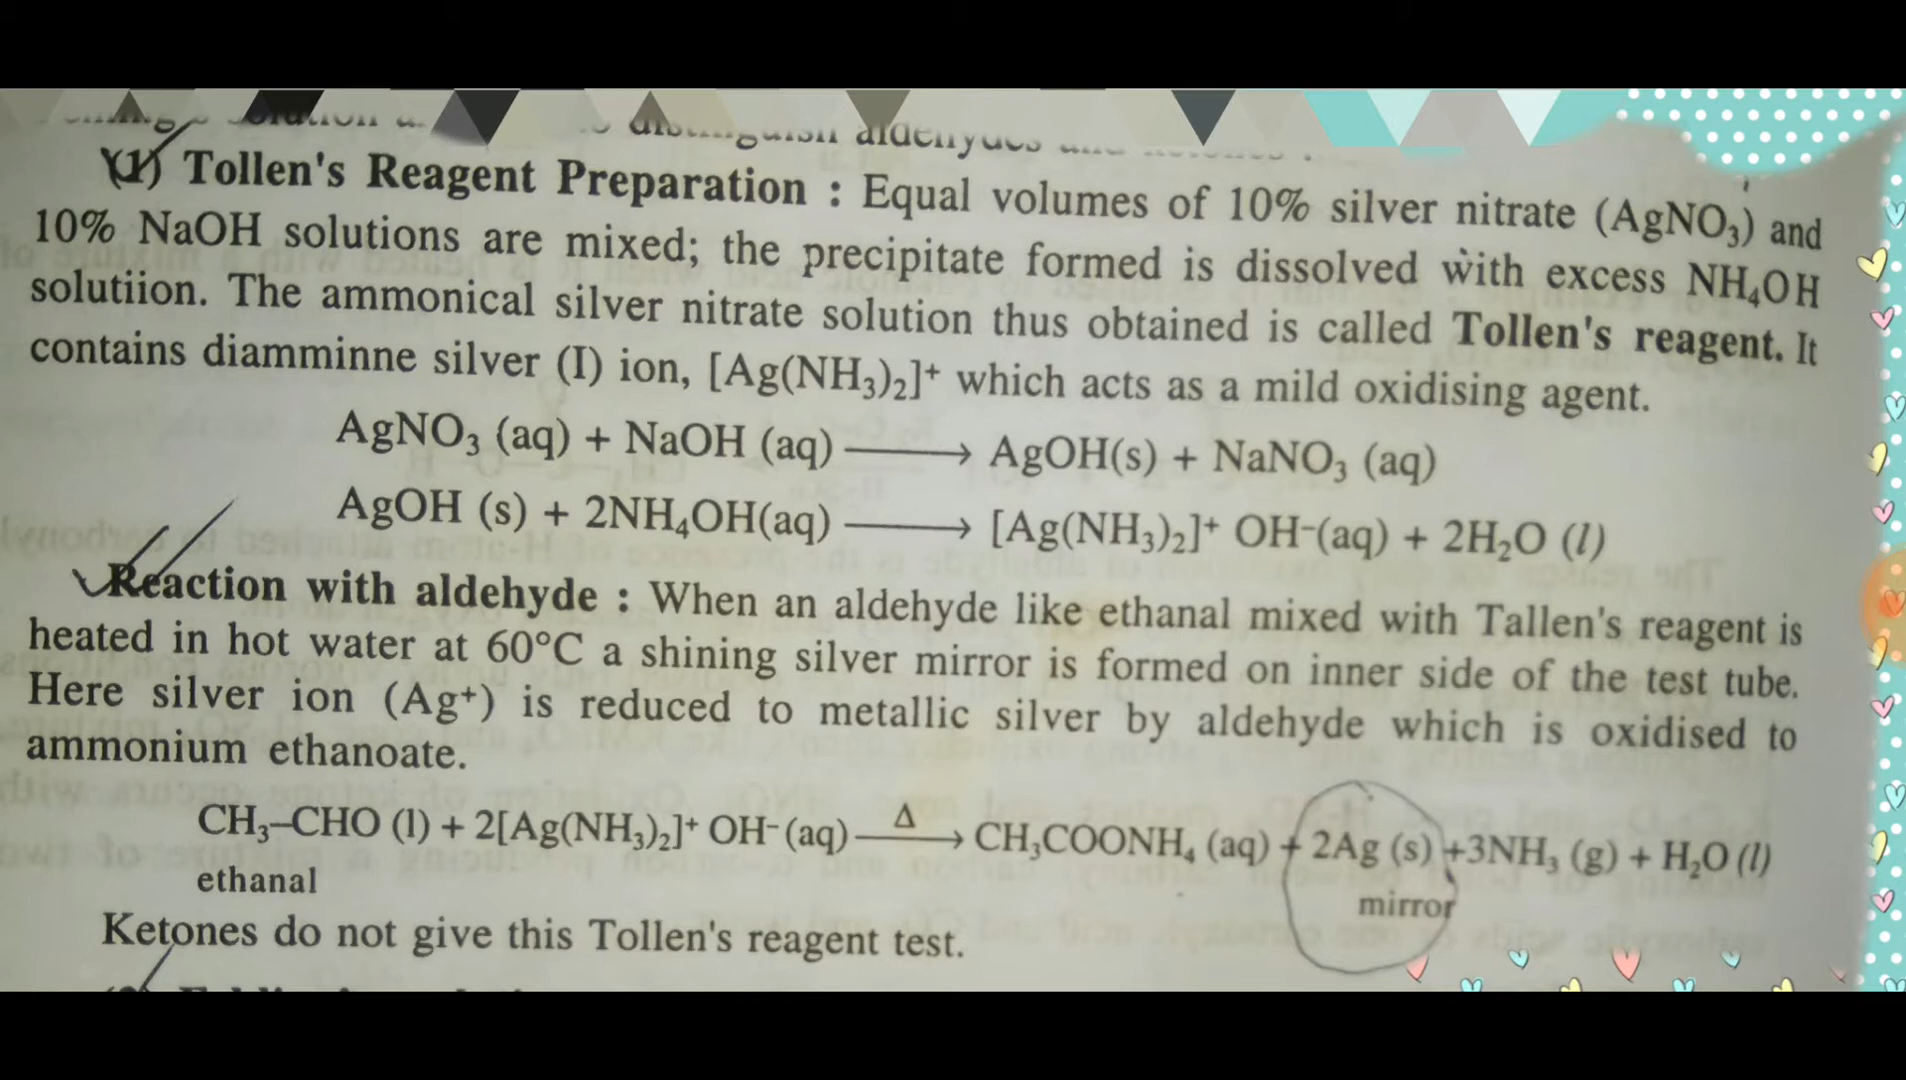 distinguish aldehydes
(1) Tollen's Reagent Preparation : Equal volumes of 10% silver nitrate (AgNO₃) and
10% NaOH solutions are mixed; the precipitate formed is dissolved with excess NH₄OH
solutiion. The ammonical silver nitrate solution thus obtained is called Tollen's reagent. It
contains diamminne silver (I) ion, [Ag(NH₃)₂]⁺ which acts as a mild oxidising agent.
AgNO₃ (aq) + NaOH (aq) ⟶ AgOH(s) + NaNO₃ (aq)
AgOH (s) + 2NH₄OH(aq) ⟶ [Ag(NH₃)₂]⁺ OH⁻(aq) + 2H₂O (l)
Reaction with aldehyde : When an aldehyde like ethanal mixed with Tallen's reagent is
heated in hot water at 60°C a shining silver mirror is formed on inner side of the test tube.
Here silver ion (Ag⁺) is reduced to metallic silver by aldehyde which is oxidised to
ammonium ethanoate.
CH₃–CHO (l) + 2[Ag(NH₃)₂]⁺ OH⁻ (aq) —Δ⟶ CH₃COONH₄ (aq) + 2Ag (s) +3NH₃ (g) + H₂O (l)
ethanal mirror
Ketones do not give this Tollen's reagent test.